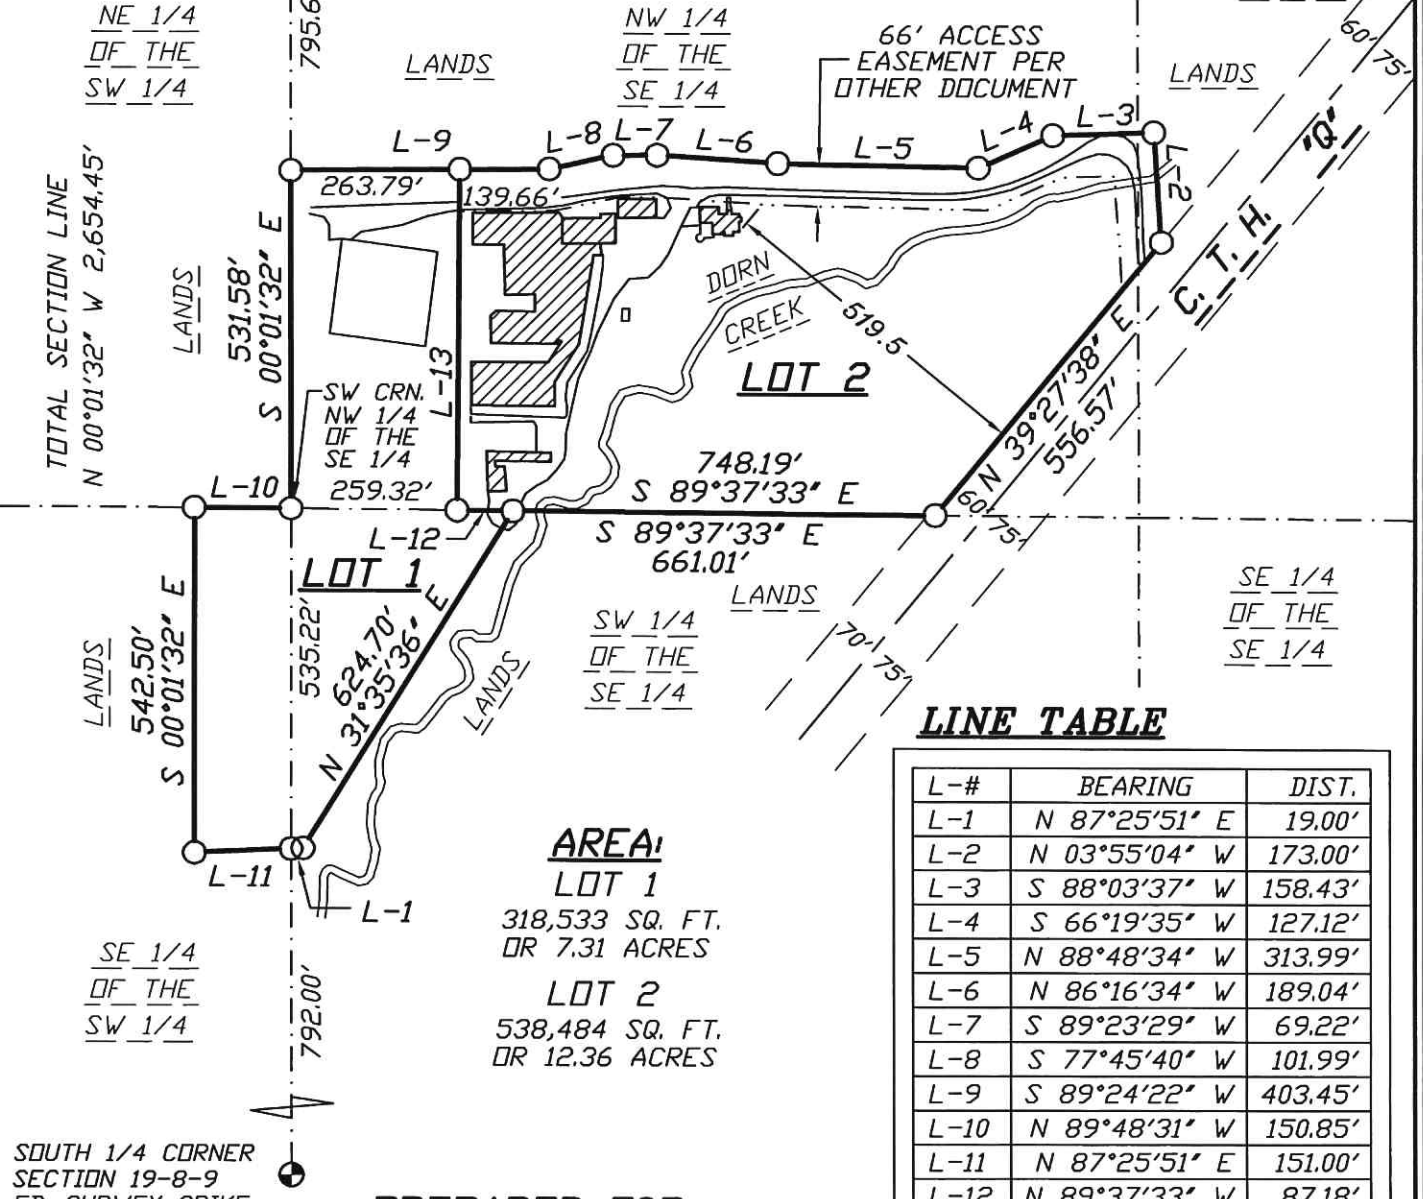 NE 1/4
OF THE
SW 1/4
795.6
LANDS
NW 1/4
OF THE
SE 1/4
66' ACCESS
EASEMENT PER
OTHER DOCUMENT
LANDS
60'
75'
L-9
L-8
L-7
L-6
L-5
L-4
L-3
L-2
"Q"
C. T. H.
263.79'
139.66'
TOTAL SECTION LINE
N 00°01'32" W 2,654.45'
LANDS
531.58'
S 00°01'32" E
DORN
CREEK
519.5
LOT 2
L-13
SW CRN.
NW 1/4
OF THE
SE 1/4
259.32'
N 39°27'38" E
556.57'
L-10
748.19'
S 89°37'33" E
S 89°37'33" E
661.01'
60'
75'
L-12
LOT 1
LANDS
542.50'
S 00°01'32" E
535.22'
624.70'
N 31°35'36" E
LANDS
SW 1/4
OF THE
SE 1/4
LANDS
70'
75'
SE 1/4
OF THE
SE 1/4
L-11
L-1
AREA:
LOT 1
318,533 SQ. FT.
OR 7.31 ACRES
LOT 2
538,484 SQ. FT.
OR 12.36 ACRES
SE 1/4
OF THE
SW 1/4
792.00'
SOUTH 1/4 CORNER
SECTION 19-8-9
LINE TABLE
L-# BEARING DIST.
L-1 N 87°25'51" E 19.00'
L-2 N 03°55'04" W 173.00'
L-3 S 88°03'37" W 158.43'
L-4 S 66°19'35" W 127.12'
L-5 N 88°48'34" W 313.99'
L-6 N 86°16'34" W 189.04'
L-7 S 89°23'29" W 69.22'
L-8 S 77°45'40" W 101.99'
L-9 S 89°24'22" W 403.45'
L-10 N 89°48'31" W 150.85'
L-11 N 87°25'51" E 151.00'
L-12 N 89°37'33" W 87.18'
PREPARED FOR